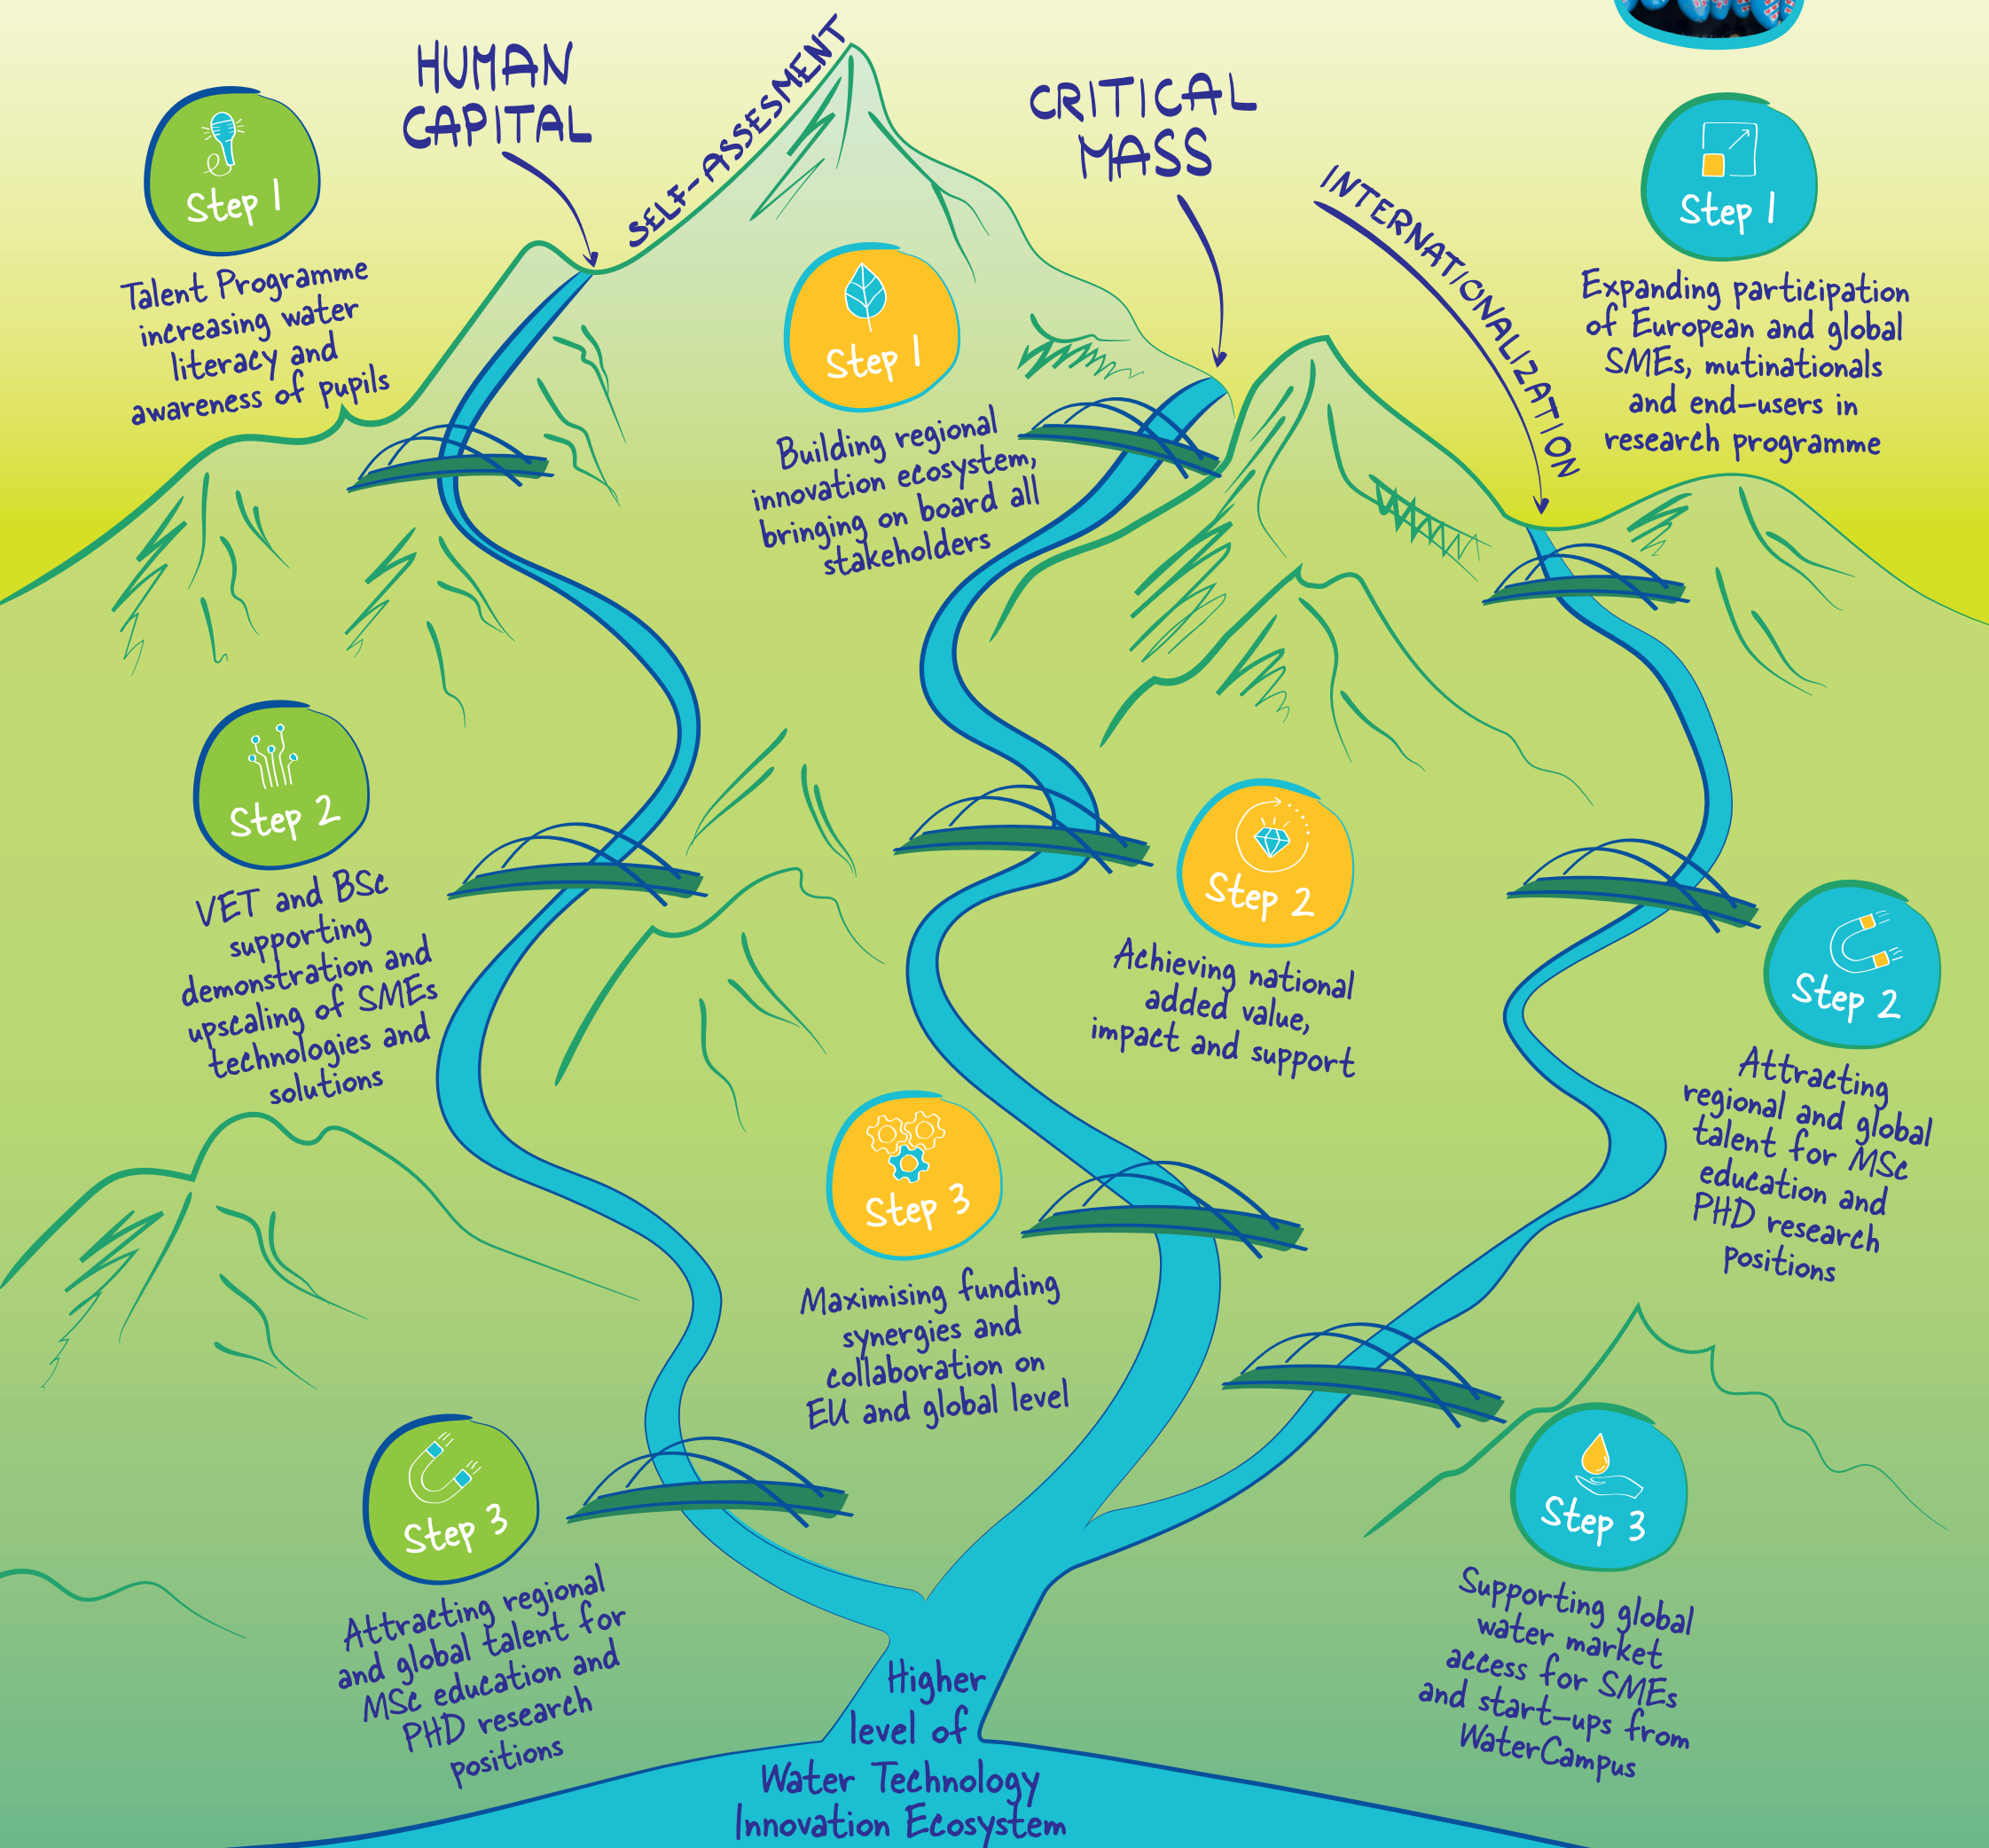 HUMAN
CAPITAL
SELF-ASSESMENT
CRITICAL
MASS
INTERNATIONALIZATION
Step 1
Talent Programme
increasing water
literacy and
awareness of pupils
Step 2
VET and BSc
supporting
demonstration and
upscaling of SMEs
technologies and
solutions
Step 3
Attracting regional
and global talent for
MSc education and
PHD research
positions
Step 1
Building regional
innovation ecosystem,
bringing on board all
stakeholders
Step 2
Achieving national
added value,
impact and support
Step 3
Maximising funding
synergies and
collaboration on
EU and global level
Step 1
Expanding participation
of European and global
SMEs, mutinationals
and end-users in
research programme
Step 2
Attracting
regional and global
talent for MSc
education and
PHD research
positions
Step 3
Supporting global
water market
access for SMEs
and start-ups from
WaterCampus
Higher
level of
Water Technology
Innovation Ecosystem